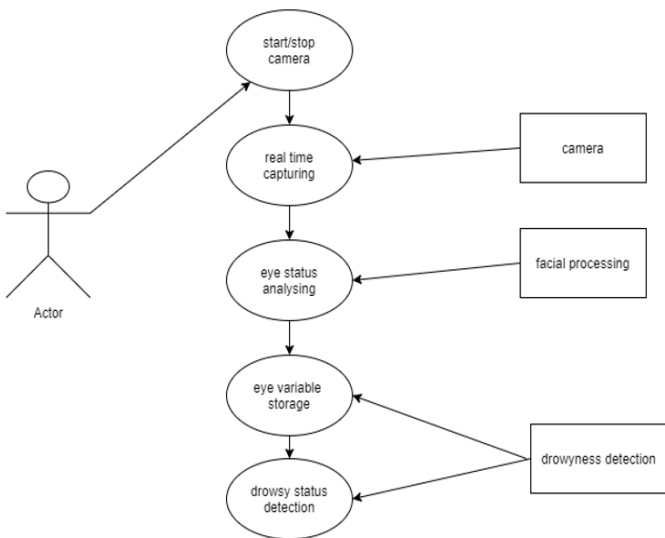 start/stop
camera
real time
capturing
camera
eye status
analysing
facial processing
Actor
eye variable
storage
drowyness detection
drowsy status
detection